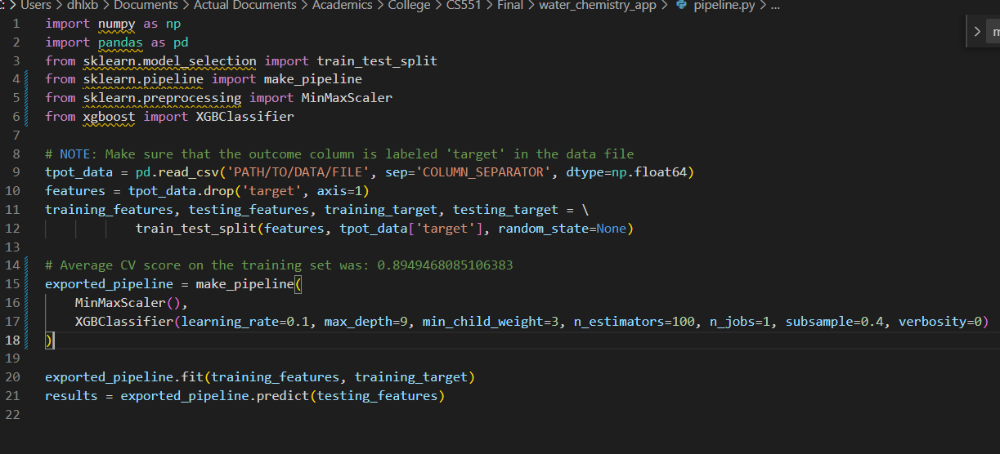 : > Users > dhlxb > Documents > Actual Documents > Academics > College > CS551 > Final > water_chemistry_app > pipeline.py > ...
1 import numpy as np
2 import pandas as pd
3 from sklearn.model_selection import train_test_split
4 from sklearn.pipeline import make_pipeline
5 from sklearn.preprocessing import MinMaxScaler
6 from xgboost import XGBClassifier
7
8 # NOTE: Make sure that the outcome column is labeled 'target' in the data file
9 tpot_data = pd.read_csv('PATH/TO/DATA/FILE', sep='COLUMN_SEPARATOR', dtype=np.float64)
10 features = tpot_data.drop('target', axis=1)
11 training_features, testing_features, training_target, testing_target = \
12             train_test_split(features, tpot_data['target'], random_state=None)
13
14 # Average CV score on the training set was: 0.8949468085106383
15 exported_pipeline = make_pipeline(
16     MinMaxScaler(),
17     XGBClassifier(learning_rate=0.1, max_depth=9, min_child_weight=3, n_estimators=100, n_jobs=1, subsample=0.4, verbosity=0)
18 )
19
20 exported_pipeline.fit(training_features, training_target)
21 results = exported_pipeline.predict(testing_features)
22